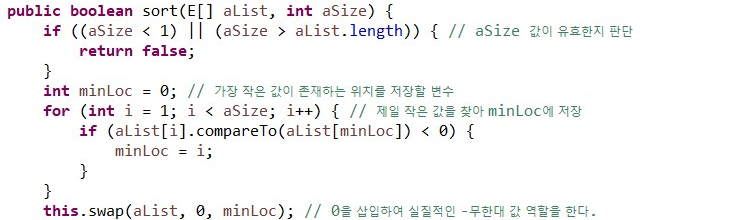 public boolean sort(E[] aList, int aSize) {
    if ((aSize < 1) || (aSize > aList.length)) { // aSize 값이 유효한지 판단
        return false;
    }
    int minLoc = 0; // 가장 작은 값이 존재하는 위치를 저장할 변수
    for (int i = 1; i < aSize; i++) { // 제일 작은 값을 찾아 minLoc에 저장
        if (aList[i].compareTo(aList[minLoc]) < 0) {
            minLoc = i;
        }
    }
    this.swap(aList, 0, minLoc); // 0을 삽입하여 실질적인 -무한대 값 역할을 한다.